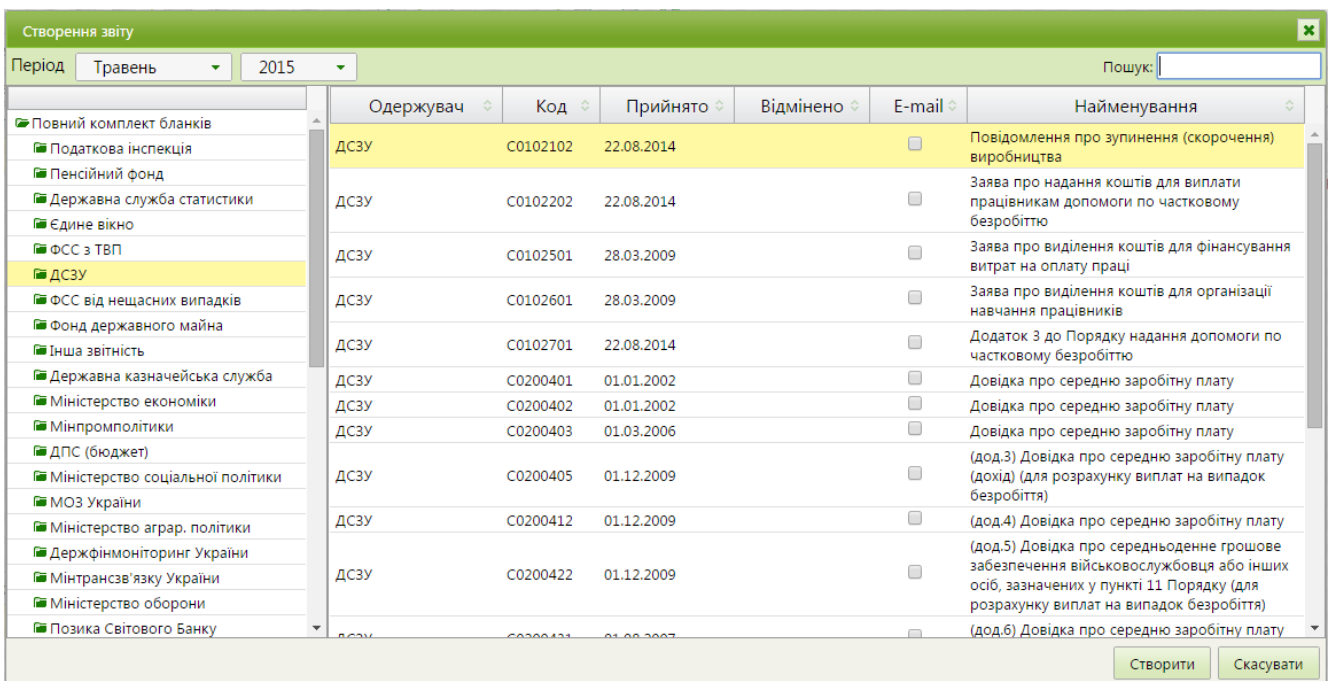 Створення звіту
Період Травень 2015 Пошук:
Одержувач Код Прийнято Відмінено E-mail Найменування
Повний комплект бланків
Податкова інспекція
Пенсійний фонд
Державна служба статистики
Єдине вікно
ФСС з ТВП
ДСЗУ
ФСС від нещасних випадків
Фонд державного майна
Інша звітність
Державна казначейська служба
Міністерство економіки
Мінпромполітики
ДПС (бюджет)
Міністерство соціальної політики
МОЗ України
Міністерство аграр. політики
Держфінмоніторинг України
Мінтрансзв'язку України
Міністерство оборони
Позика Світового Банку
ДСЗУ C0102102 22.08.2014 Повідомлення про зупинення (скорочення)
виробництва
ДСЗУ C0102202 22.08.2014 Заява про надання коштів для виплати
працівникам допомоги по частковому
безробіттю
ДСЗУ C0102501 28.03.2009 Заява про виділення коштів для фінансування
витрат на оплату праці
ДСЗУ C0102601 28.03.2009 Заява про виділення коштів для організації
навчання працівників
ДСЗУ C0102701 22.08.2014 Додаток 3 до Порядку надання допомоги по
частковому безробіттю
ДСЗУ C0200401 01.01.2002 Довідка про середню заробітну плату
ДСЗУ C0200402 01.01.2002 Довідка про середню заробітну плату
ДСЗУ C0200403 01.03.2006 Довідка про середню заробітну плату
ДСЗУ C0200405 01.12.2009 (дод.3) Довідка про середню заробітну плату
(дохід) (для розрахунку виплат на випадок
безробіття)
ДСЗУ C0200412 01.12.2009 (дод.4) Довідка про середню заробітну плату
ДСЗУ C0200422 01.12.2009 (дод.5) Довідка про середньоденне грошове
забезпечення військовослужбовця або інших
осіб, зазначених у пункті 11 Порядку (для
розрахунку виплат на випадок безробіття)
(дод.6) Довідка про середню заробітну плату
Створити Скасувати